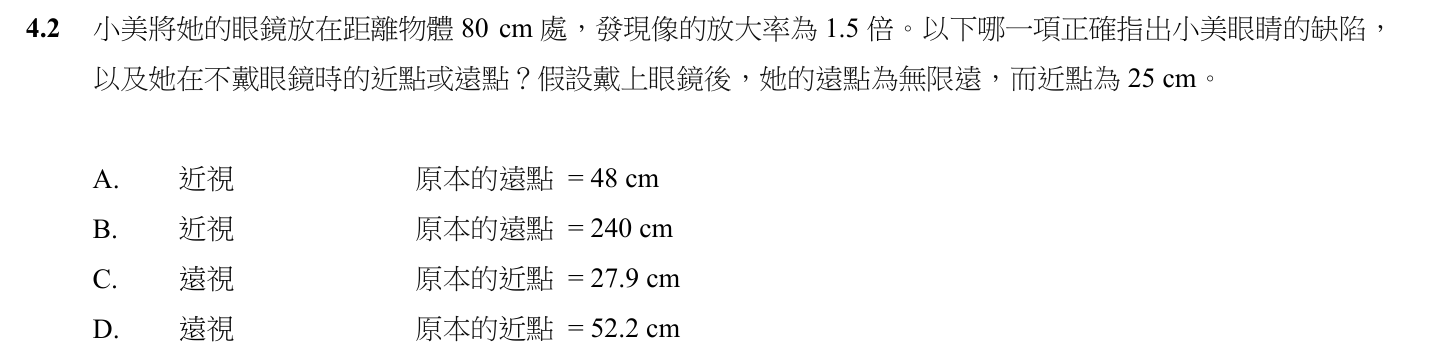 4.2 小美將她的眼鏡放在距離物體 80 cm 處，發現像的放大率為 1.5 倍。以下哪一項正確指出小美眼睛的缺陷，
以及她在不戴眼鏡時的近點或遠點？假設戴上眼鏡後，她的遠點為無限遠，而近點為 25 cm。
A. 近視 原本的遠點 = 48 cm
B. 近視 原本的遠點 = 240 cm
C. 遠視 原本的近點 = 27.9 cm
D. 遠視 原本的近點 = 52.2 cm